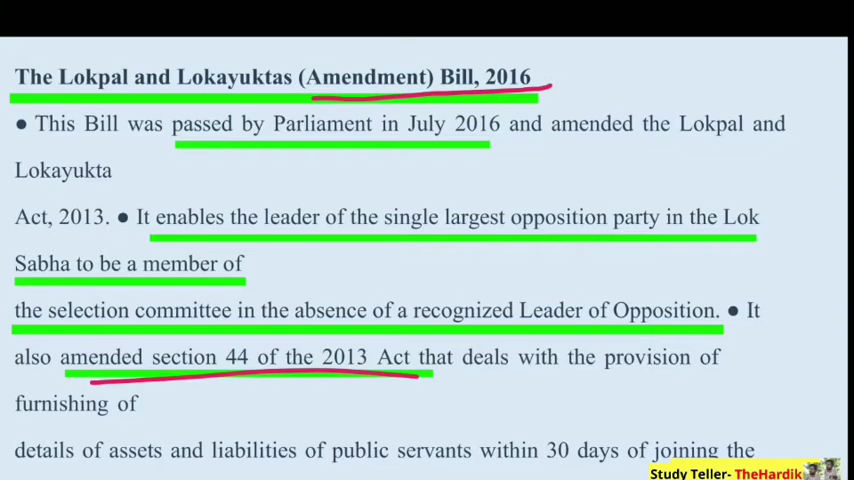 The Lokpal and Lokayuktas (Amendment) Bill, 2016
● This Bill was passed by Parliament in July 2016 and amended the Lokpal and
Lokayukta
Act, 2013. ● It enables the leader of the single largest opposition party in the Lok
Sabha to be a member of
the selection committee in the absence of a recognized Leader of Opposition. ● It
also amended section 44 of the 2013 Act that deals with the provision of
furnishing of
details of assets and liabilities of public servants within 30 days of joining the
Study Teller- TheHardik